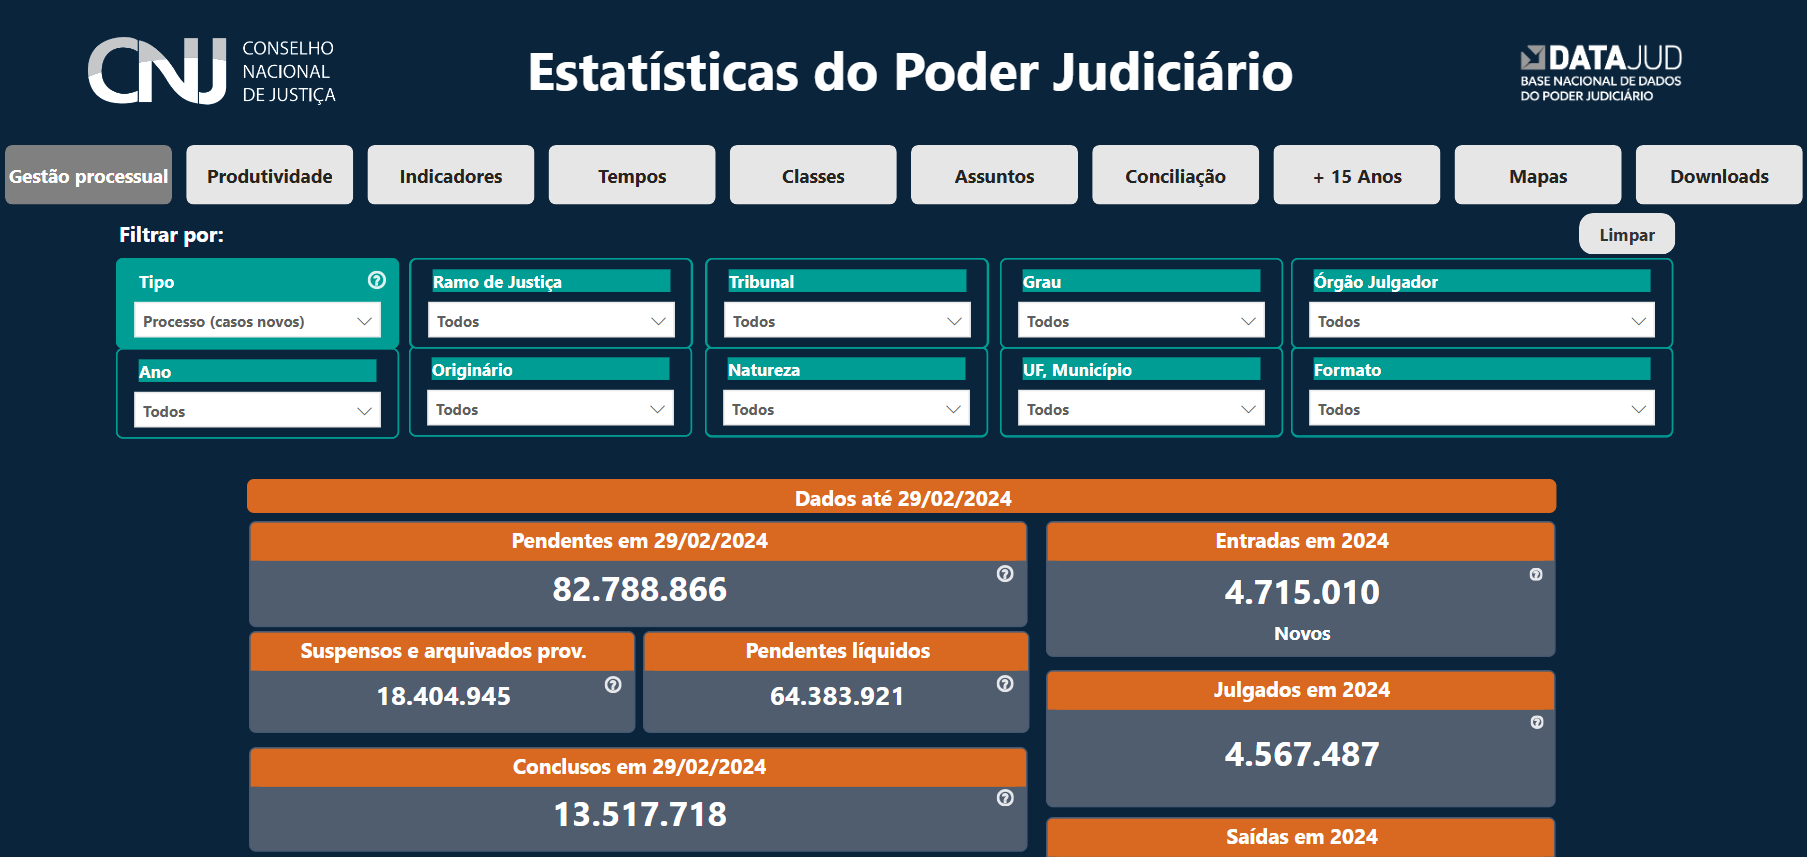 CNJ
CONSELHO
NACIONAL
DE JUSTIÇA
Estatísticas do Poder Judiciário
DATAJUD
BASE NACIONAL DE DADOS
DO PODER JUDICIÁRIO
Gestão processual
Produtividade
Indicadores
Tempos
Classes
Assuntos
Conciliação
+ 15 Anos
Mapas
Downloads
Filtrar por:
Limpar
Tipo
Processo (casos novos)
Ramo de Justiça
Todos
Tribunal
Todos
Grau
Todos
Órgão Julgador
Todos
Ano
Todos
Originário
Todos
Natureza
Todos
UF, Município
Todos
Formato
Todos
Dados até 29/02/2024
Pendentes em 29/02/2024
82.788.866
Suspensos e arquivados prov.
18.404.945
Pendentes líquidos
64.383.921
Conclusos em 29/02/2024
13.517.718
Entradas em 2024
4.715.010
Novos
Julgados em 2024
4.567.487
Saídas em 2024